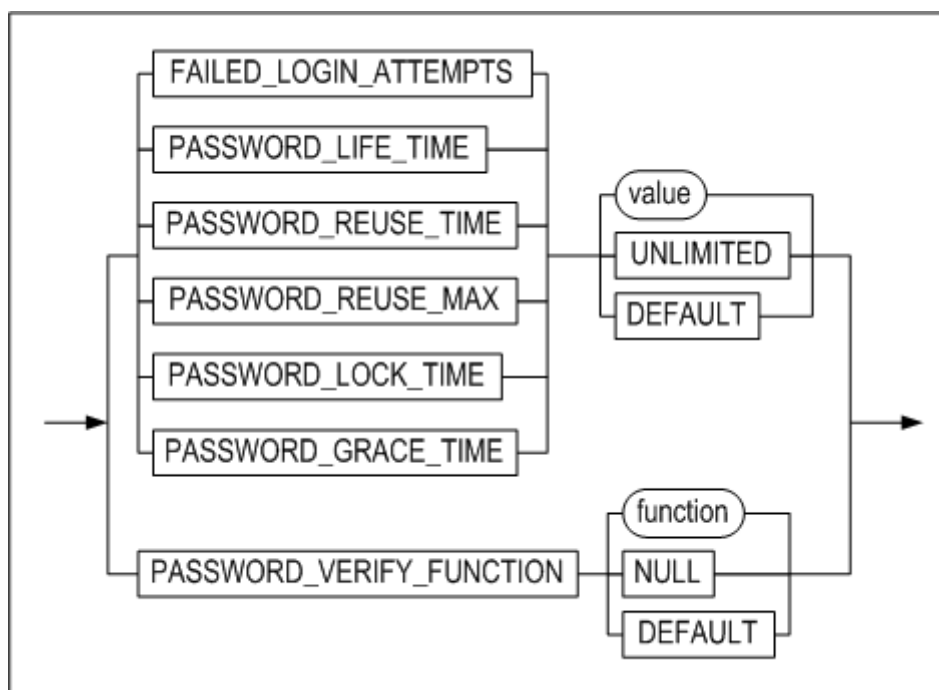 FAILED_LOGIN_ATTEMPTS
PASSWORD_LIFE_TIME
PASSWORD_REUSE_TIME
PASSWORD_REUSE_MAX
PASSWORD_LOCK_TIME
PASSWORD_GRACE_TIME
value
UNLIMITED
DEFAULT
PASSWORD_VERIFY_FUNCTION
function
NULL
DEFAULT